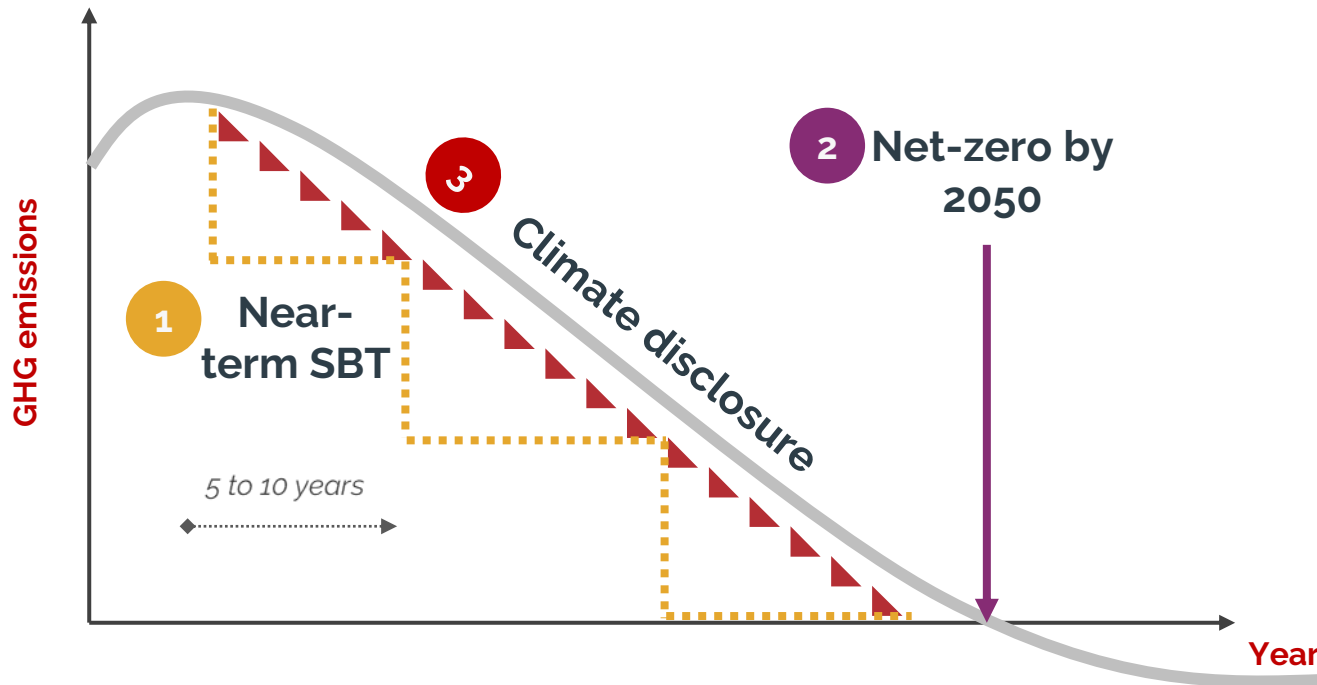 GHG emissions
1
Near-
term SBT
5 to 10 years
3
Climate disclosure
2
Net-zero by
2050
Year